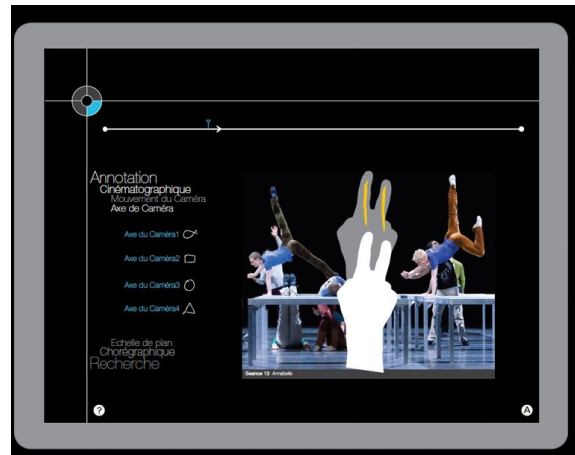 Annotation
Cinématographique
Mouvement du Caméra
Axe de Caméra
Axe du Caméra1
Axe du Caméra2
Axe du Caméra3
Axe du Caméra4
Echelle de plan
Chorégraphique
Recherche
Seance 13 Annabelle
?
A